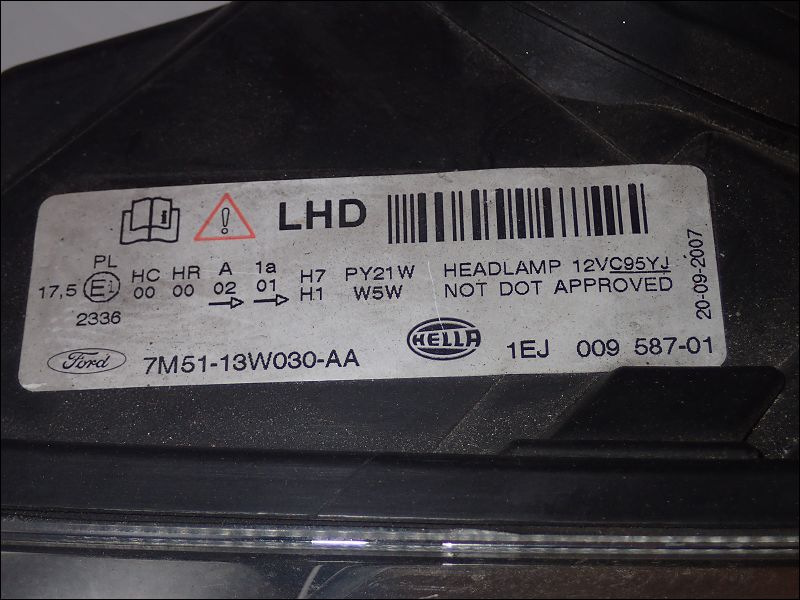 LHD
PL HC HR A 1a H7 PY21W HEADLAMP 12VC95YJ
17,5 E1 00 00 02 01 H1 W5W NOT DOT APPROVED
2336
20-09-2007
Ford 7M51-13W030-AA HELLA 1EJ 009 587-01